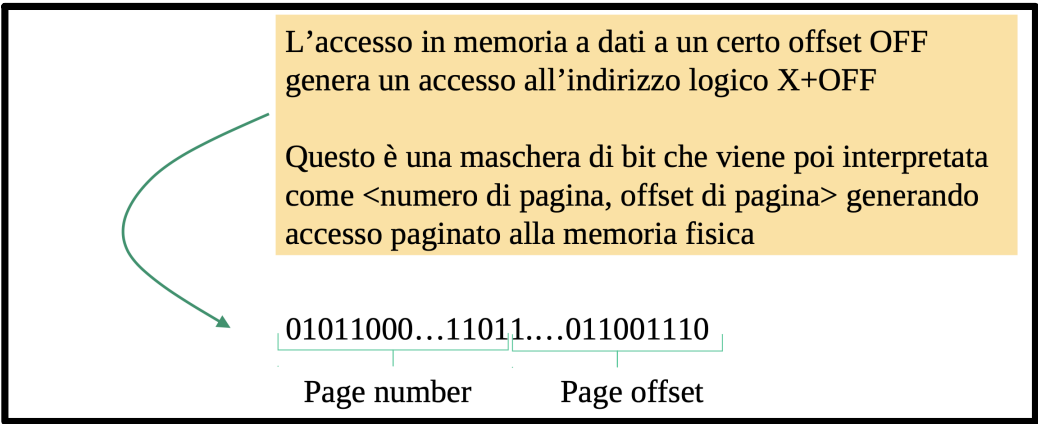 L’accesso in memoria a dati a un certo offset OFF
genera un accesso all’indirizzo logico X+OFF
Questo è una maschera di bit che viene poi interpretata
come <numero di pagina, offset di pagina> generando
accesso paginato alla memoria fisica
01011000…11011.…011001110
Page number Page offset